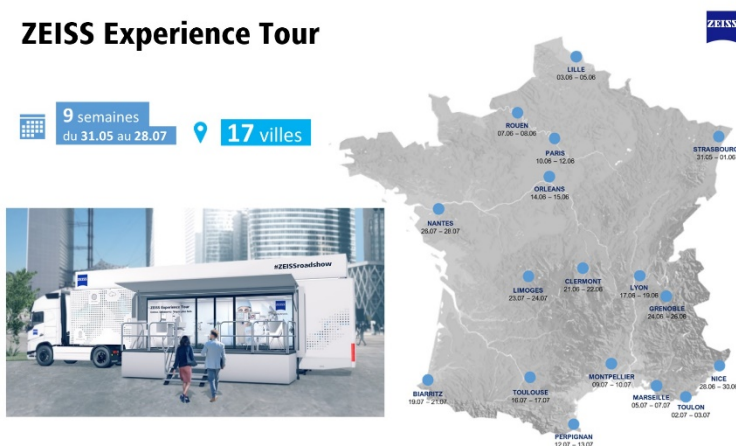 ZEISS Experience Tour
ZEISS
9 semaines
du 31.05 au 28.07
17 villes
LILLE
03.06 – 05.06
ROUEN
07.06 – 08.06
PARIS
10.06 – 12.06
STRASBOURG
31.05 – 01.06
ORLÉANS
14.06 – 15.06
NANTES
26.07 – 28.07
#ZEISSroadshow
ZEISS
ZEISS Experience Tour
LIMOGES
23.07 – 24.07
CLERMONT
21.06 – 22.06
LYON
17.06 – 19.06
GRENOBLE
24.06 – 26.06
BIARRITZ
19.07 – 21.07
TOULOUSE
16.07 – 17.07
MONTPELLIER
09.07 – 10.07
NICE
28.06 – 30.06
MARSEILLE
05.07 – 07.07
TOULON
02.07 – 03.07
PERPIGNAN
12.07 – 13.07